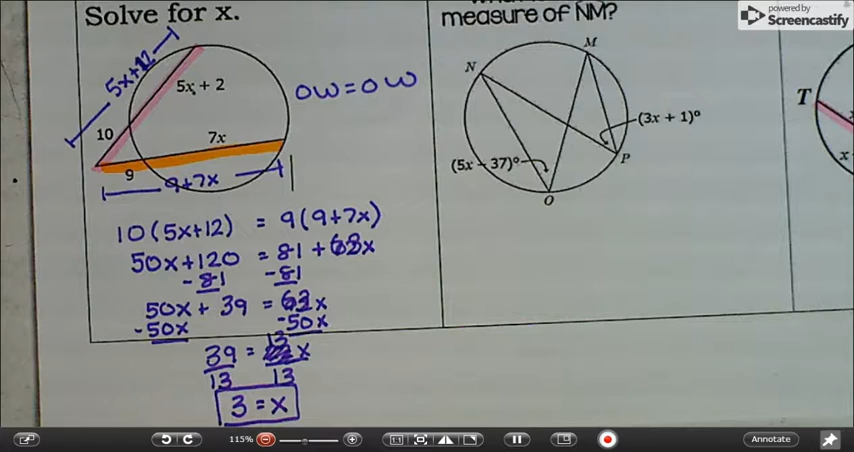 Solve for x.
measure of NM?
powered by
Screencastify
5x+12
5x + 2
10
7x
9
9+7x
OW = OW
10(5x+12) = 9(9+7x)
50x+120 = 81 + 63x
-81 -81
50x + 39 = 63x
-50x -50x
39 = 13x
13 13
3 = x
N
M
(3x + 1)°
P
(5x - 37)°
O
T
x
115%
1:1
Annotate